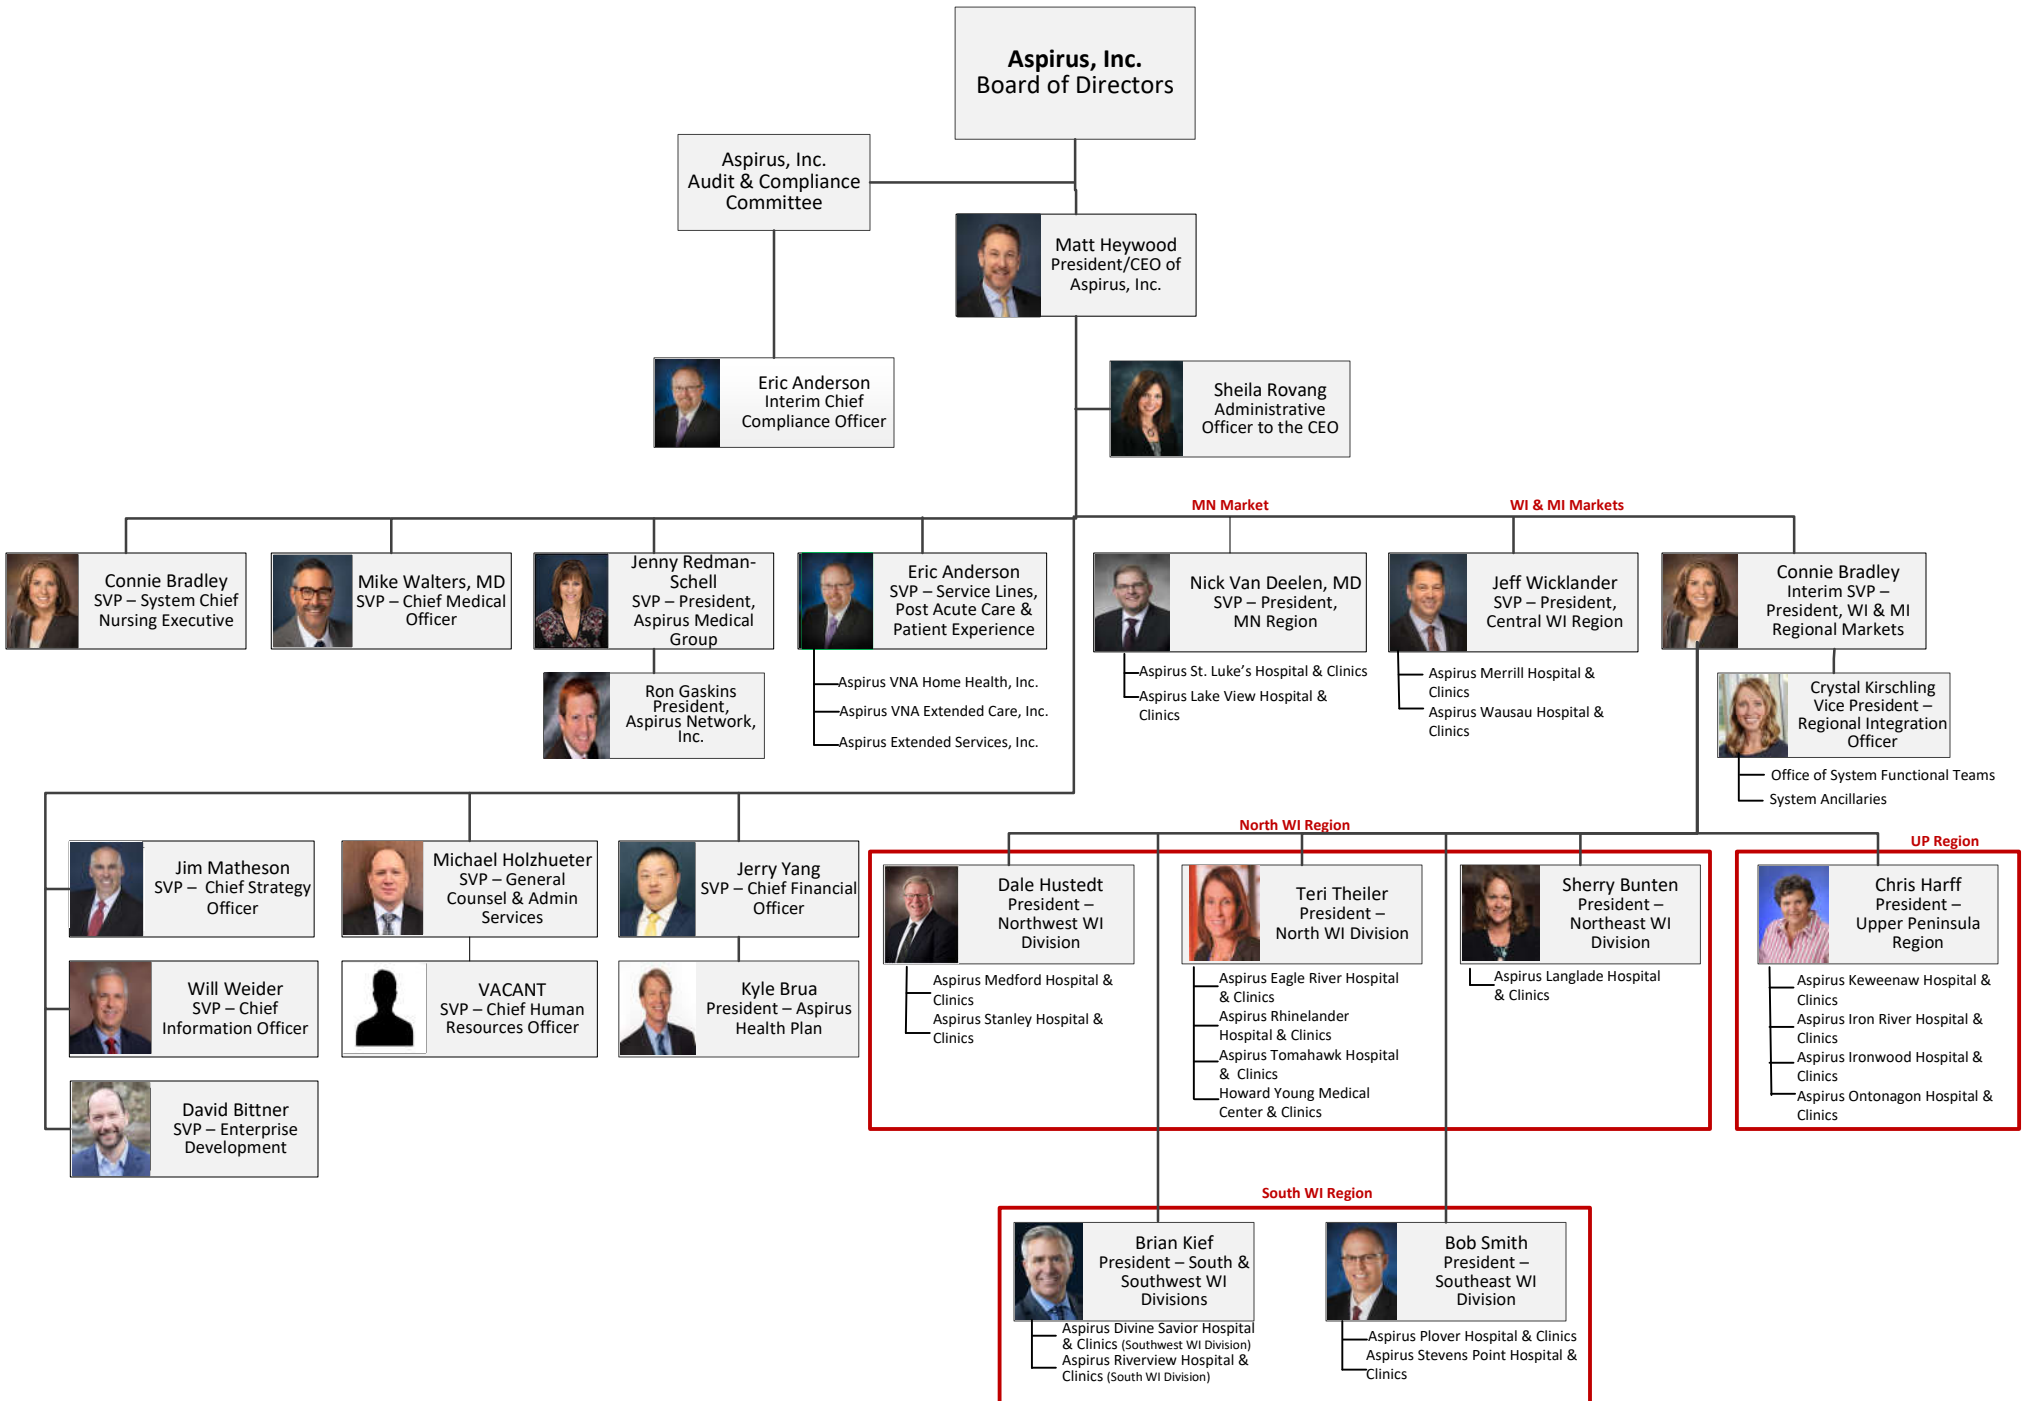 Aspirus, Inc.
Board of Directors
Aspirus, Inc.
Audit & Compliance
Committee
Matt Heywood
President/CEO of
Aspirus, Inc.
Eric Anderson
Interim Chief
Compliance Officer
Sheila Rovang
Administrative
Officer to the CEO
MN Market
WI & MI Markets
Connie Bradley
SVP – System Chief
Nursing Executive
Mike Walters, MD
SVP – Chief Medical
Officer
Jenny Redman-
Schell
SVP – President,
Aspirus Medical
Group
Eric Anderson
SVP – Service Lines,
Post Acute Care &
Patient Experience
Nick Van Deelen, MD
SVP – President,
MN Region
Jeff Wicklander
SVP – President,
Central WI Region
Connie Bradley
Interim SVP –
President, WI & MI
Regional Markets
Ron Gaskins
President,
Aspirus Network,
Inc.
Aspirus VNA Home Health, Inc.
Aspirus VNA Extended Care, Inc.
Aspirus Extended Services, Inc.
Aspirus St. Luke's Hospital & Clinics
Aspirus Lake View Hospital &
Clinics
Aspirus Merrill Hospital &
Clinics
Aspirus Wausau Hospital &
Clinics
Crystal Kirschling
Vice President –
Regional Integration
Officer
Office of System Functional Teams
System Ancillaries
Jim Matheson
SVP – Chief Strategy
Officer
Michael Holzhueter
SVP – General
Counsel & Admin
Services
Jerry Yang
SVP – Chief Financial
Officer
Will Weider
SVP – Chief
Information Officer
VACANT
SVP – Chief Human
Resources Officer
Kyle Brua
President – Aspirus
Health Plan
David Bittner
SVP – Enterprise
Development
North WI Region
Dale Hustedt
President –
Northwest WI
Division
Aspirus Medford Hospital &
Clinics
Aspirus Stanley Hospital &
Clinics
Teri Theiler
President –
North WI Division
Aspirus Eagle River Hospital
& Clinics
Aspirus Rhinelander
Hospital & Clinics
Aspirus Tomahawk Hospital
& Clinics
Howard Young Medical
Center & Clinics
Sherry Bunten
President –
Northeast WI
Division
Aspirus Langlade Hospital
& Clinics
UP Region
Chris Harff
President –
Upper Peninsula
Region
Aspirus Keweenaw Hospital &
Clinics
Aspirus Iron River Hospital &
Clinics
Aspirus Ironwood Hospital &
Clinics
Aspirus Ontonagon Hospital &
Clinics
South WI Region
Brian Kief
President – South &
Southwest WI
Divisions
Aspirus Divine Savior Hospital
& Clinics (Southwest WI Division)
Aspirus Riverview Hospital &
Clinics (South WI Division)
Bob Smith
President –
Southeast WI
Division
Aspirus Plover Hospital & Clinics
Aspirus Stevens Point Hospital &
Clinics